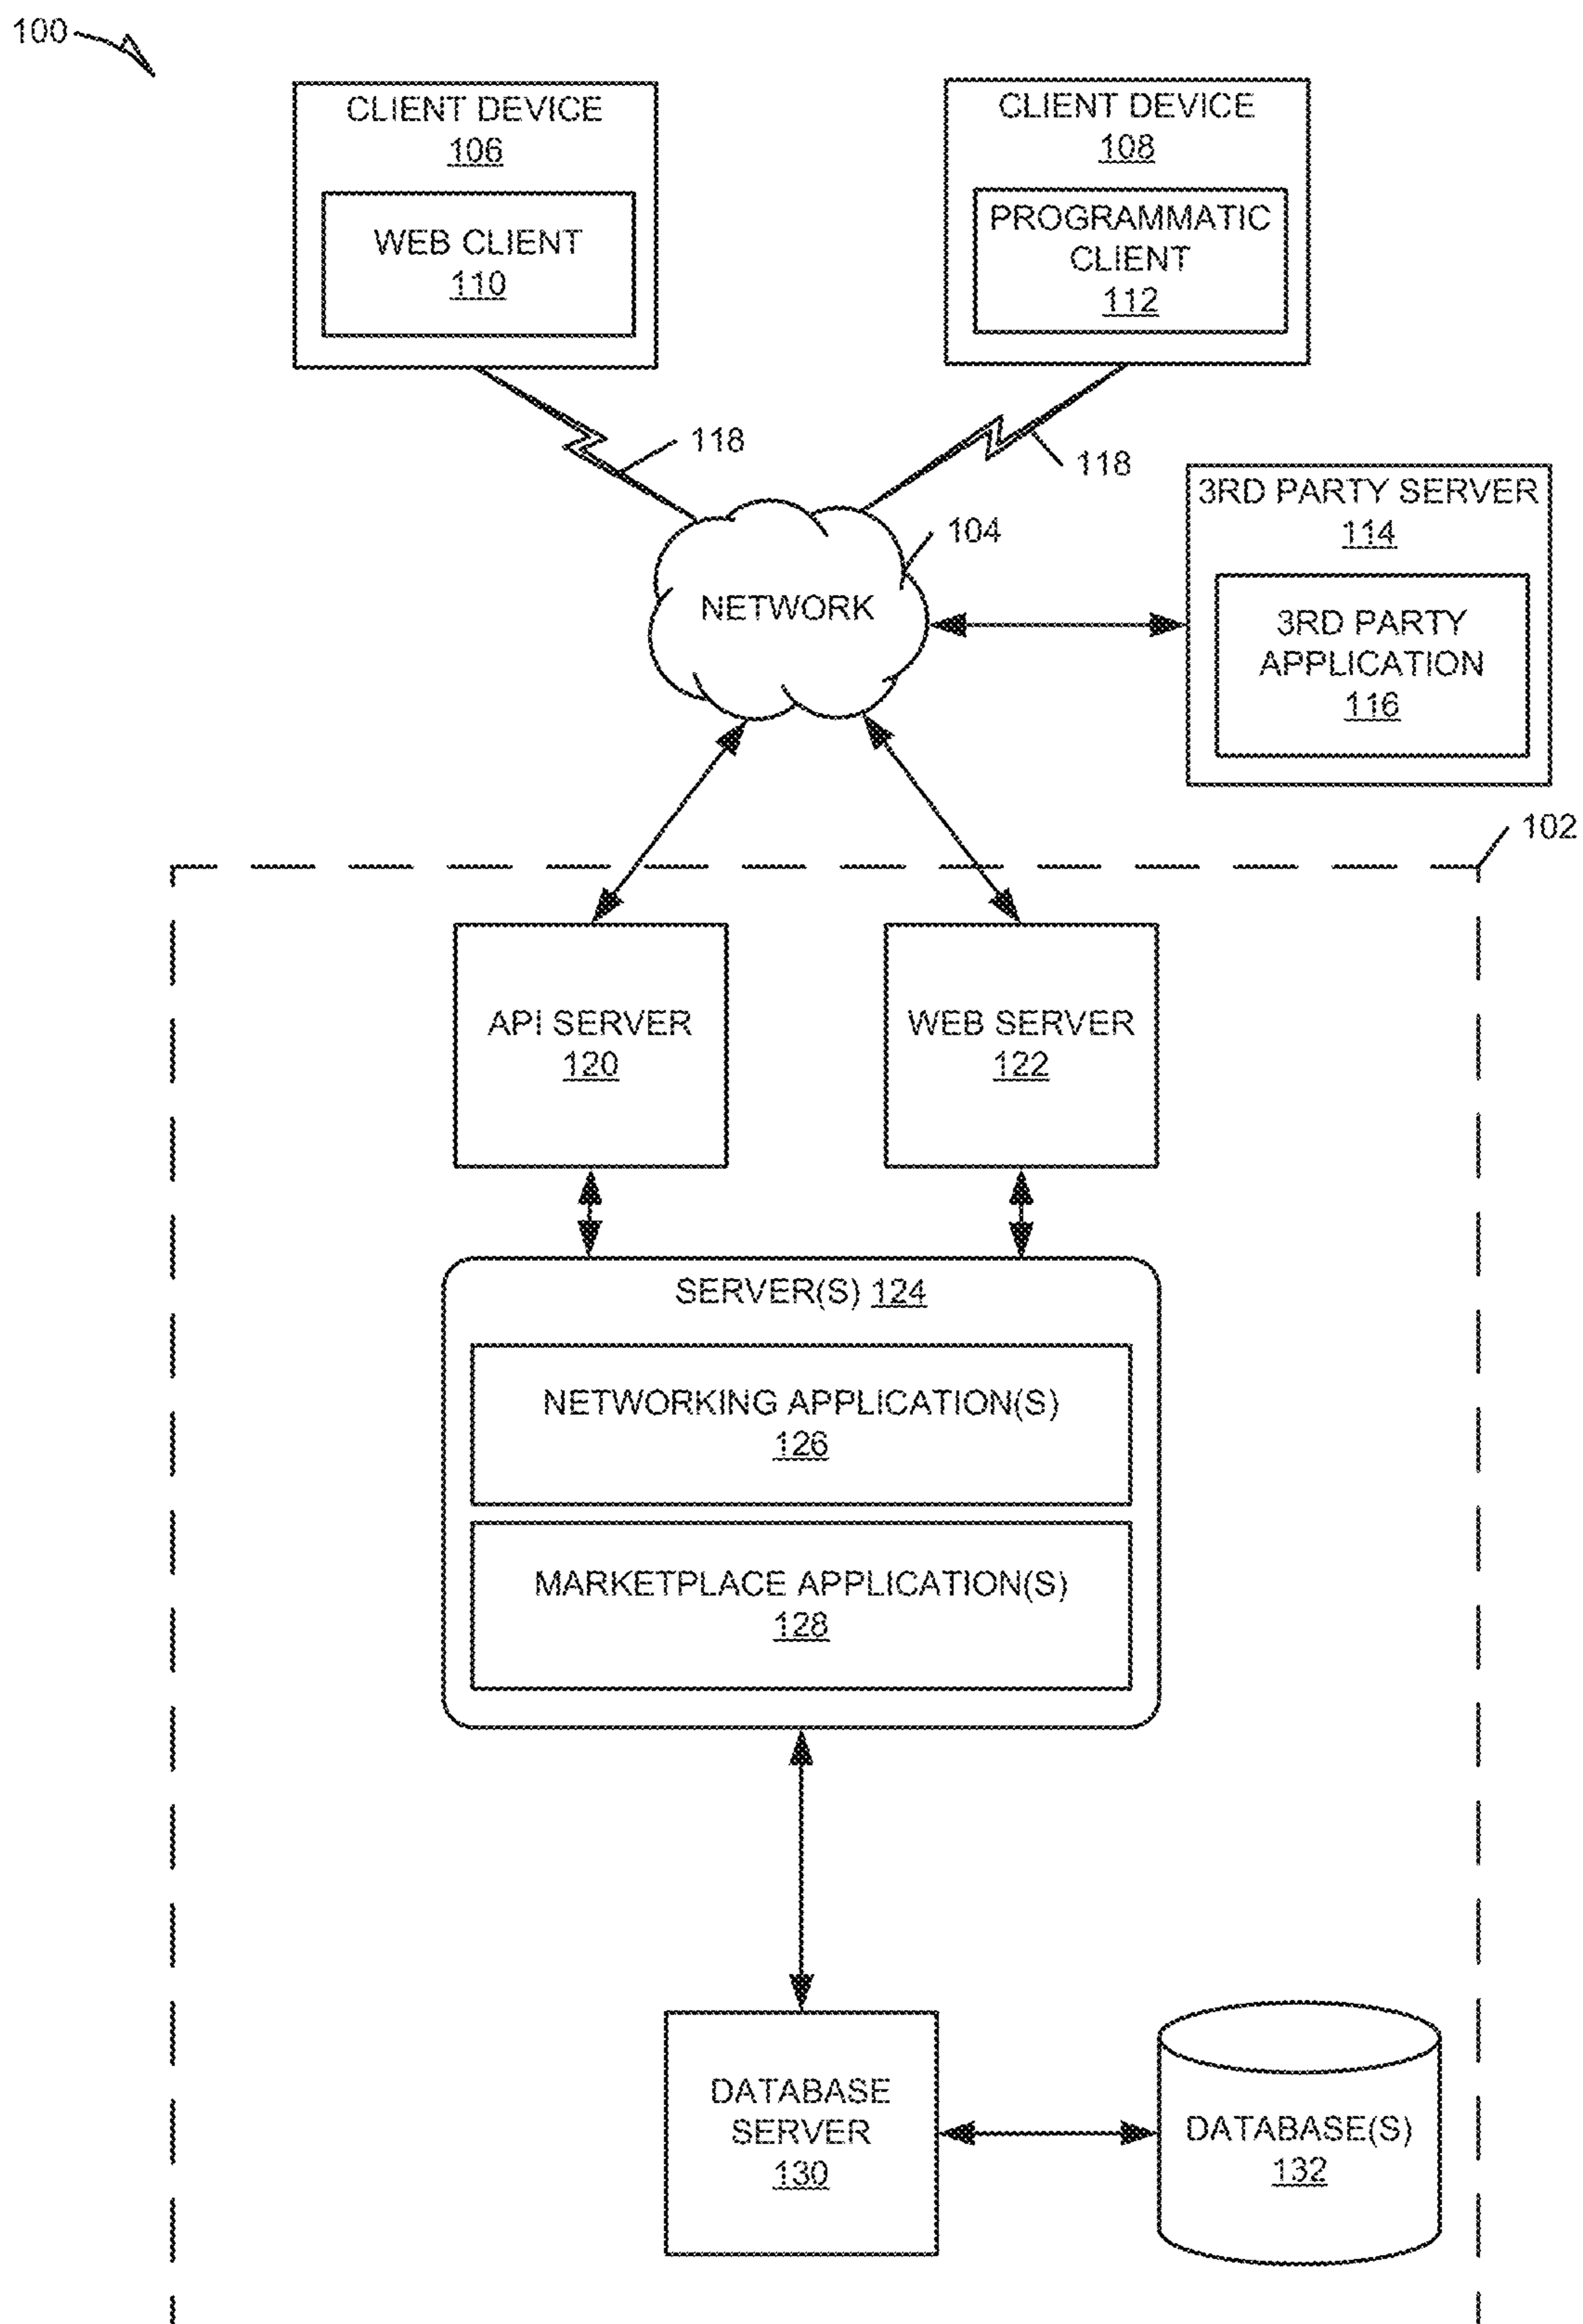 100
CLIENT DEVICE
106
WEB CLIENT
110
CLIENT DEVICE
108
PROGRAMMATIC
CLIENT
112
118
118
104
NETWORK
3RD PARTY SERVER
114
3RD PARTY
APPLICATION
116
102
API SERVER
120
WEB SERVER
122
SERVER(S) 124
NETWORKING APPLICATION(S)
126
MARKETPLACE APPLICATION(S)
128
DATABASE
SERVER
130
DATABASE(S)
132